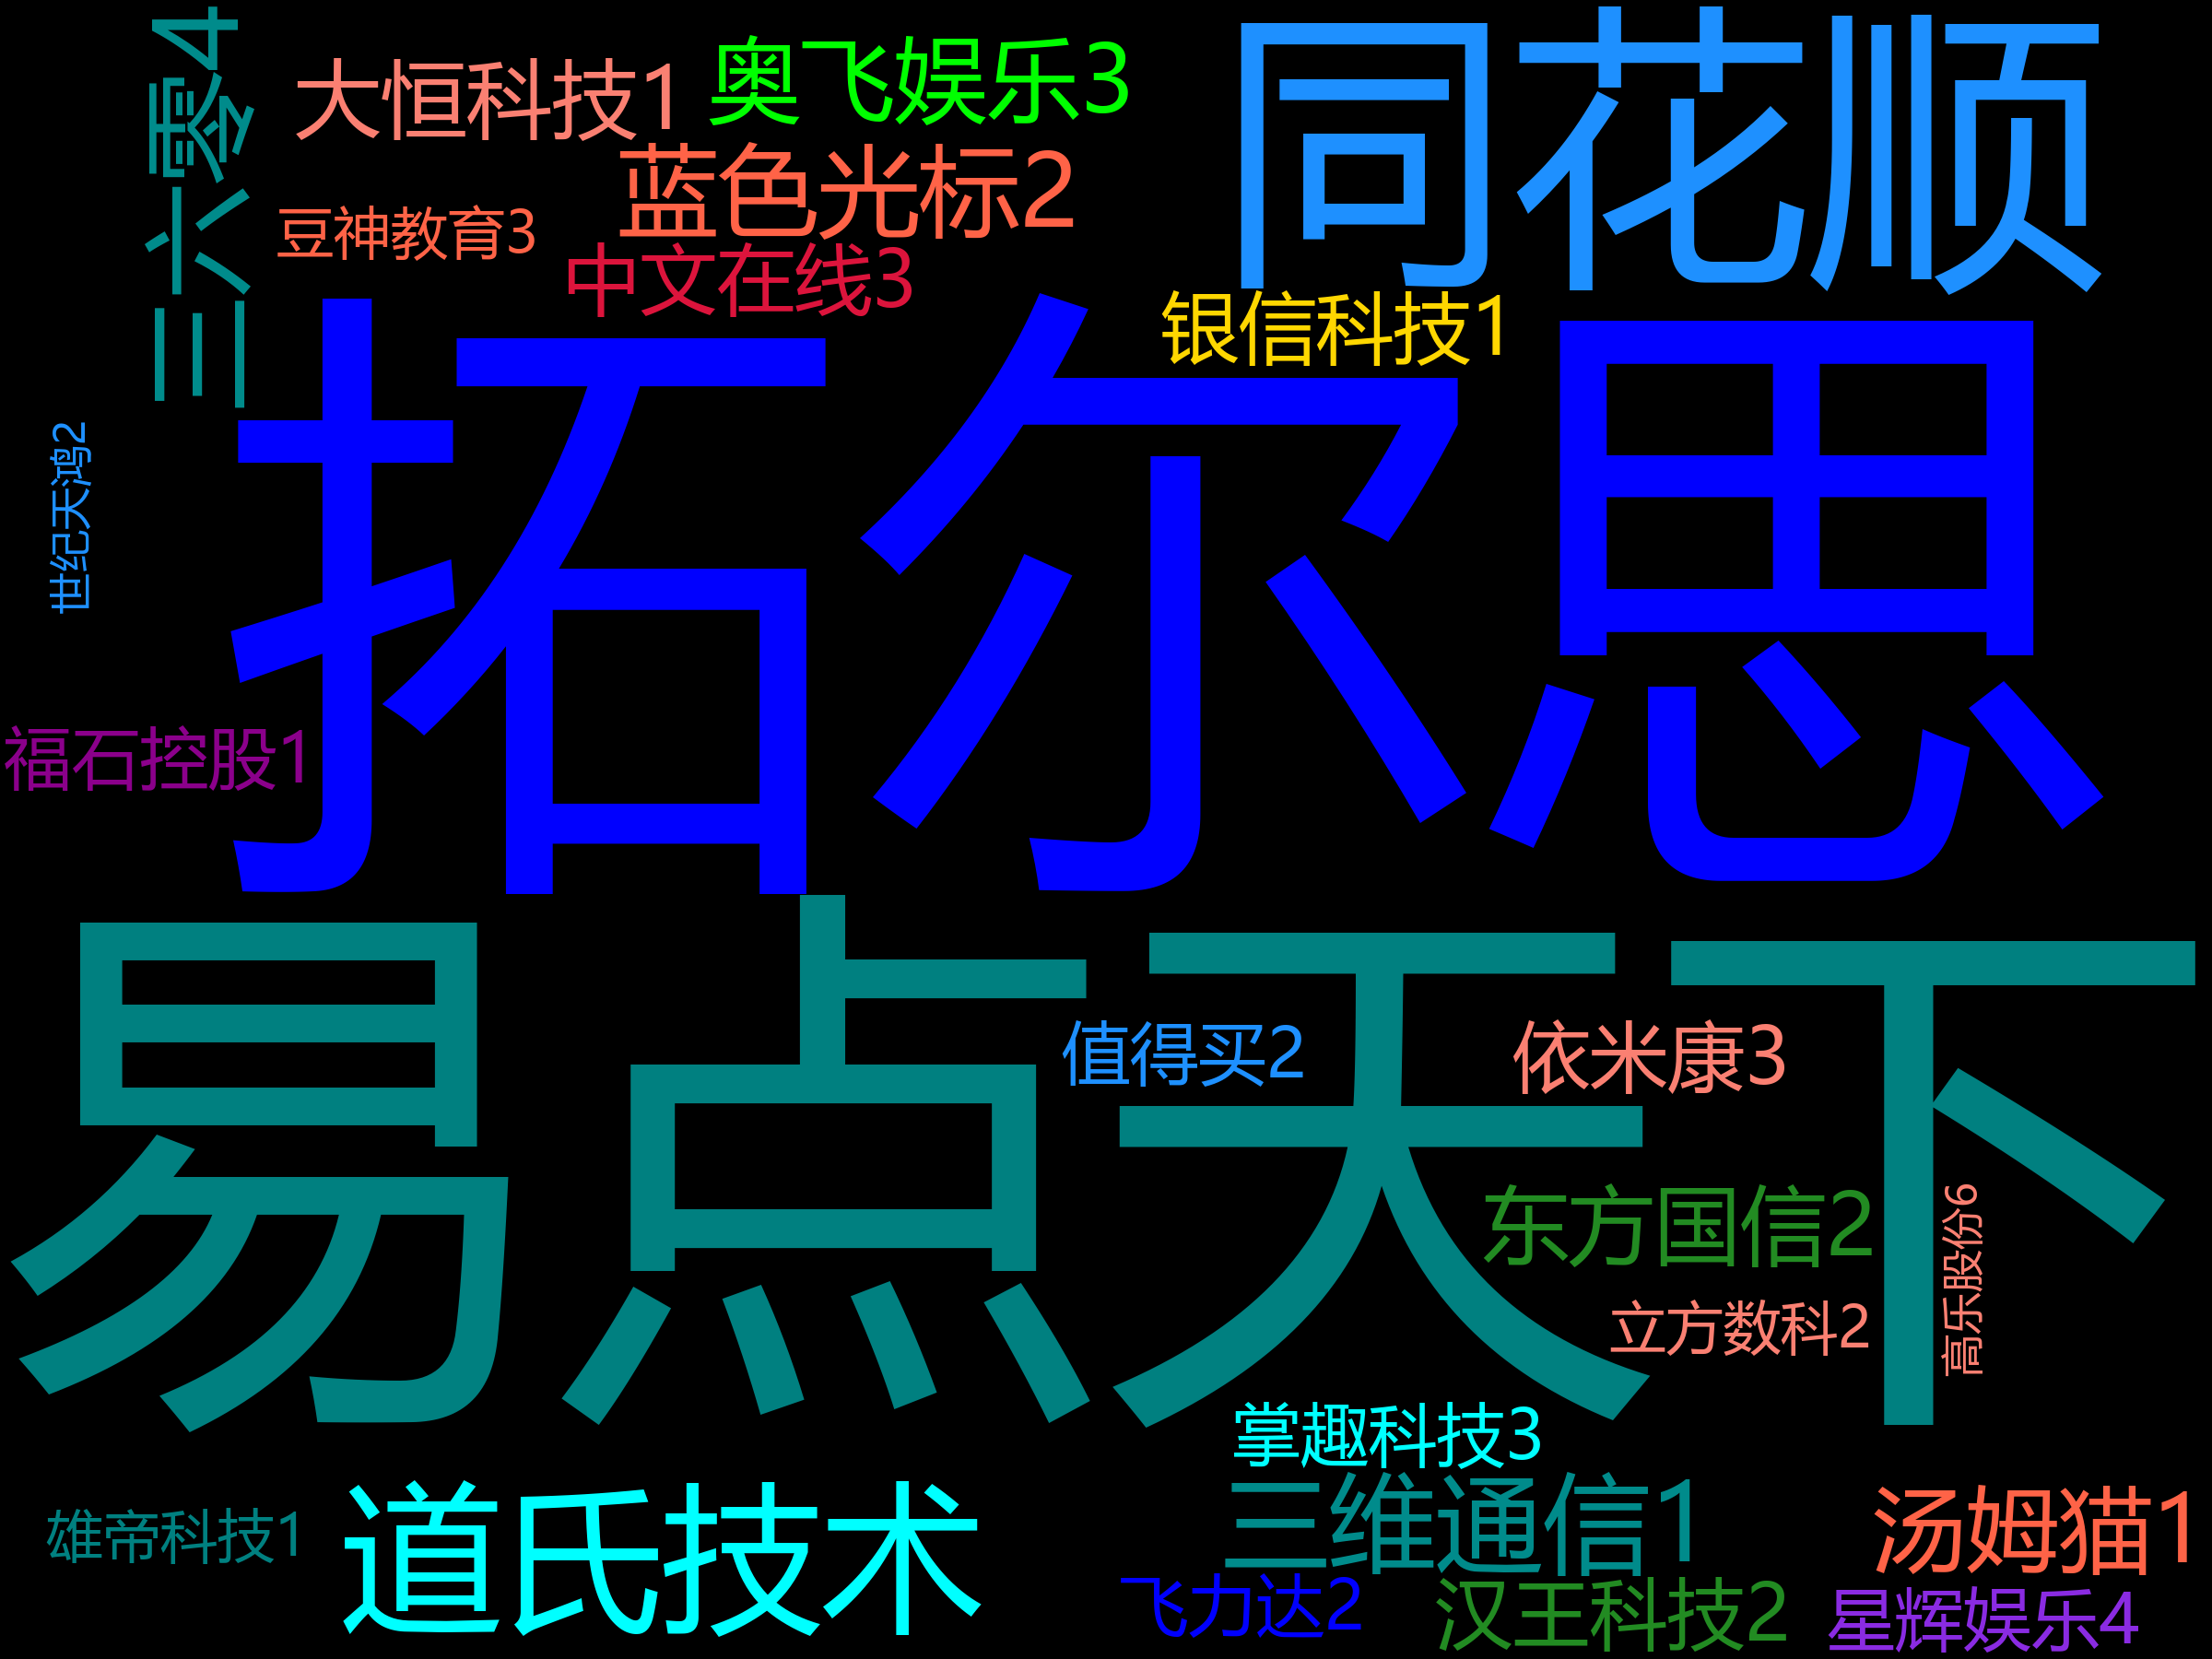 三六零4
大恒科技1
奥飞娱乐3
同花顺
蓝色光标2
豆神教育3
中文在线3
银信科技1
拓尔思
世纪天鸿2
福石控股1
易点天下
值得买2
依米康3
东方国信2
高乐股份6
立方数科2
掌趣科技3
道氏技术
三维通信1
汤姆猫1
雄帝科技1
飞力达2
汉王科技2
星辉娱乐4